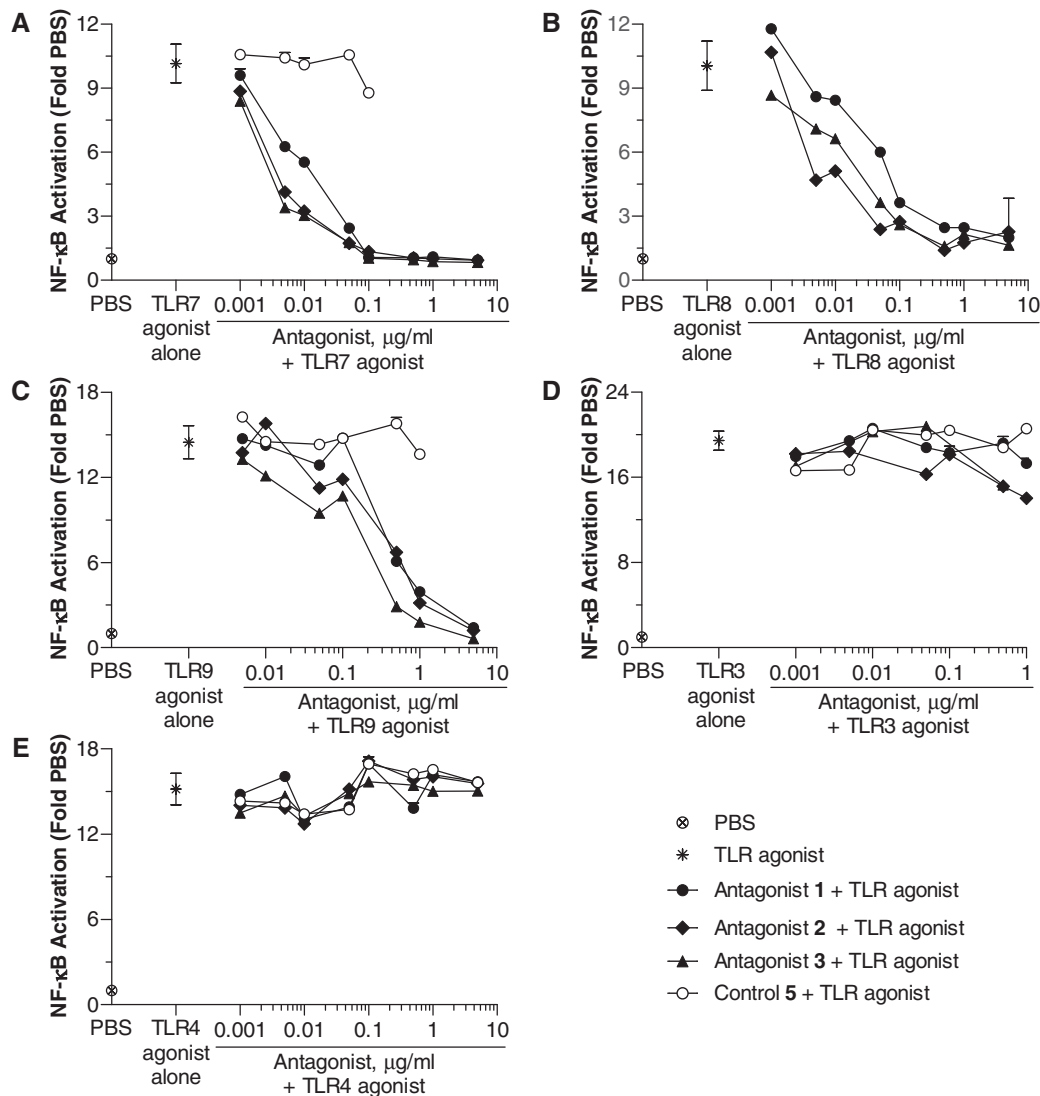 A
NF-κB Activation (Fold PBS)
12
9
6
3
0
PBS
TLR7
agonist
alone
0.001 0.01 0.1 1 10
Antagonist, μg/ml
+ TLR7 agonist
B
NF-κB Activation (Fold PBS)
12
9
6
3
0
PBS
TLR8
agonist
alone
0.001 0.01 0.1 1 10
Antagonist, μg/ml
+ TLR8 agonist
C
NF-κB Activation (Fold PBS)
18
12
6
0
PBS
TLR9
agonist
alone
0.01 0.1 1 10
Antagonist, μg/ml
+ TLR9 agonist
D
NF-κB Activation (Fold PBS)
24
16
8
0
PBS
TLR3
agonist
alone
0.001 0.01 0.1 1
Antagonist, μg/ml
+ TLR3 agonist
E
NF-κB Activation (Fold PBS)
18
12
6
0
PBS
TLR4
agonist
alone
0.001 0.01 0.1 1 10
Antagonist, μg/ml
+ TLR4 agonist
PBS
TLR agonist
Antagonist 1 + TLR agonist
Antagonist 2 + TLR agonist
Antagonist 3 + TLR agonist
Control 5 + TLR agonist